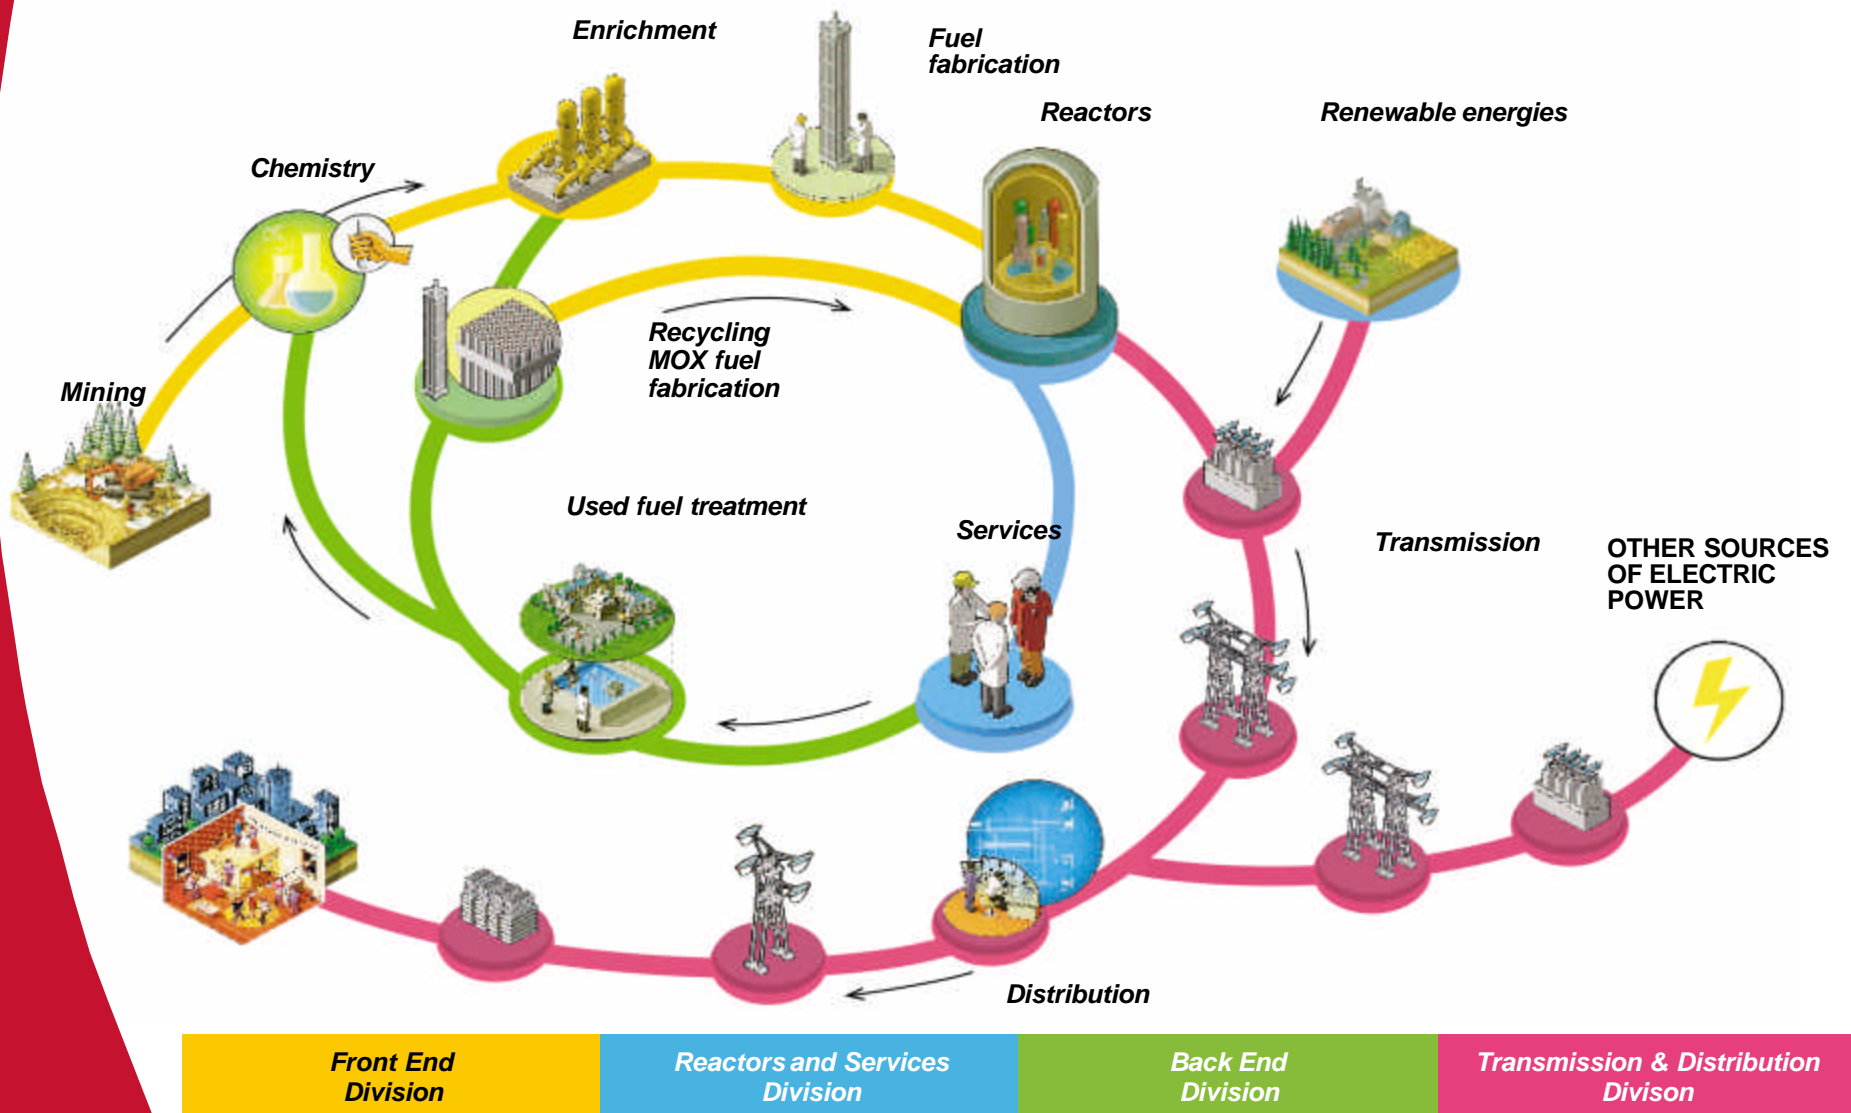 Enrichment
Fuel
fabrication
Reactors
Renewable energies
Chemistry
Recycling
MOX fuel
fabrication
Mining
Used fuel treatment
Services
Transmission
OTHER SOURCES
OF ELECTRIC
POWER
Distribution
Front End
Division
Reactors and Services
Division
Back End
Division
Transmission & Distribution
Divison